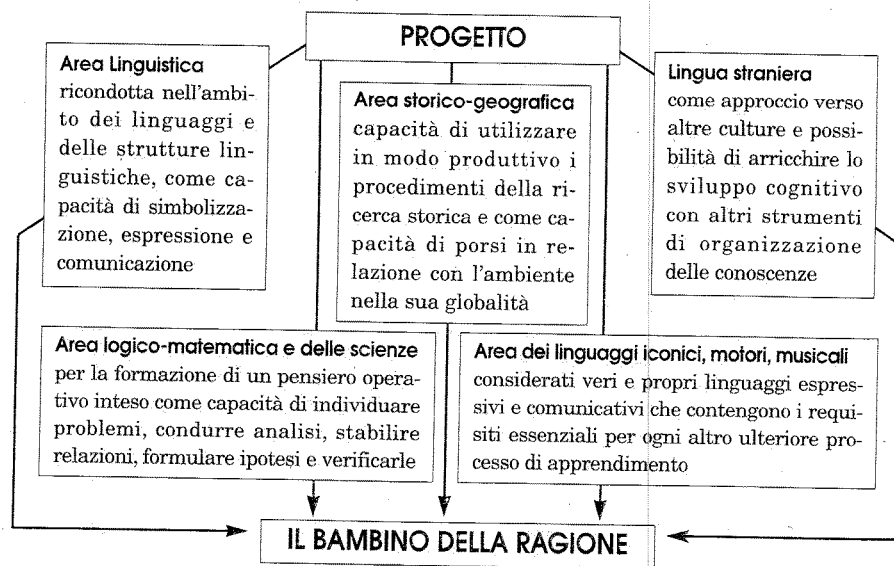 PROGETTO
Area Linguistica
ricondotta nell'ambi-
to dei linguaggi e
delle strutture lin-
guistiche, come ca-
pacità di simbolizza-
zione, espressione e
comunicazione
Area storico-geografica
capacità di utilizzare
in modo produttivo i
procedimenti della ri-
cerca storica e come ca-
pacità di porsi in re-
lazione con l'ambiente
nella sua globalità
Lingua straniera
come approccio verso
altre culture e possi-
bilità di arricchire lo
sviluppo cognitivo
con altri strumenti
di organizzazione
delle conoscenze
Area logico-matematica e delle scienze
per la formazione di un pensiero opera-
tivo inteso come capacità di individuare
problemi, condurre analisi, stabilire
relazioni, formulare ipotesi e verificarle
Area dei linguaggi iconici, motori, musicali
considerati veri e propri linguaggi espres-
sivi e comunicativi che contengono i requi-
siti essenziali per ogni altro ulteriore pro-
cesso di apprendimento
IL BAMBINO DELLA RAGIONE